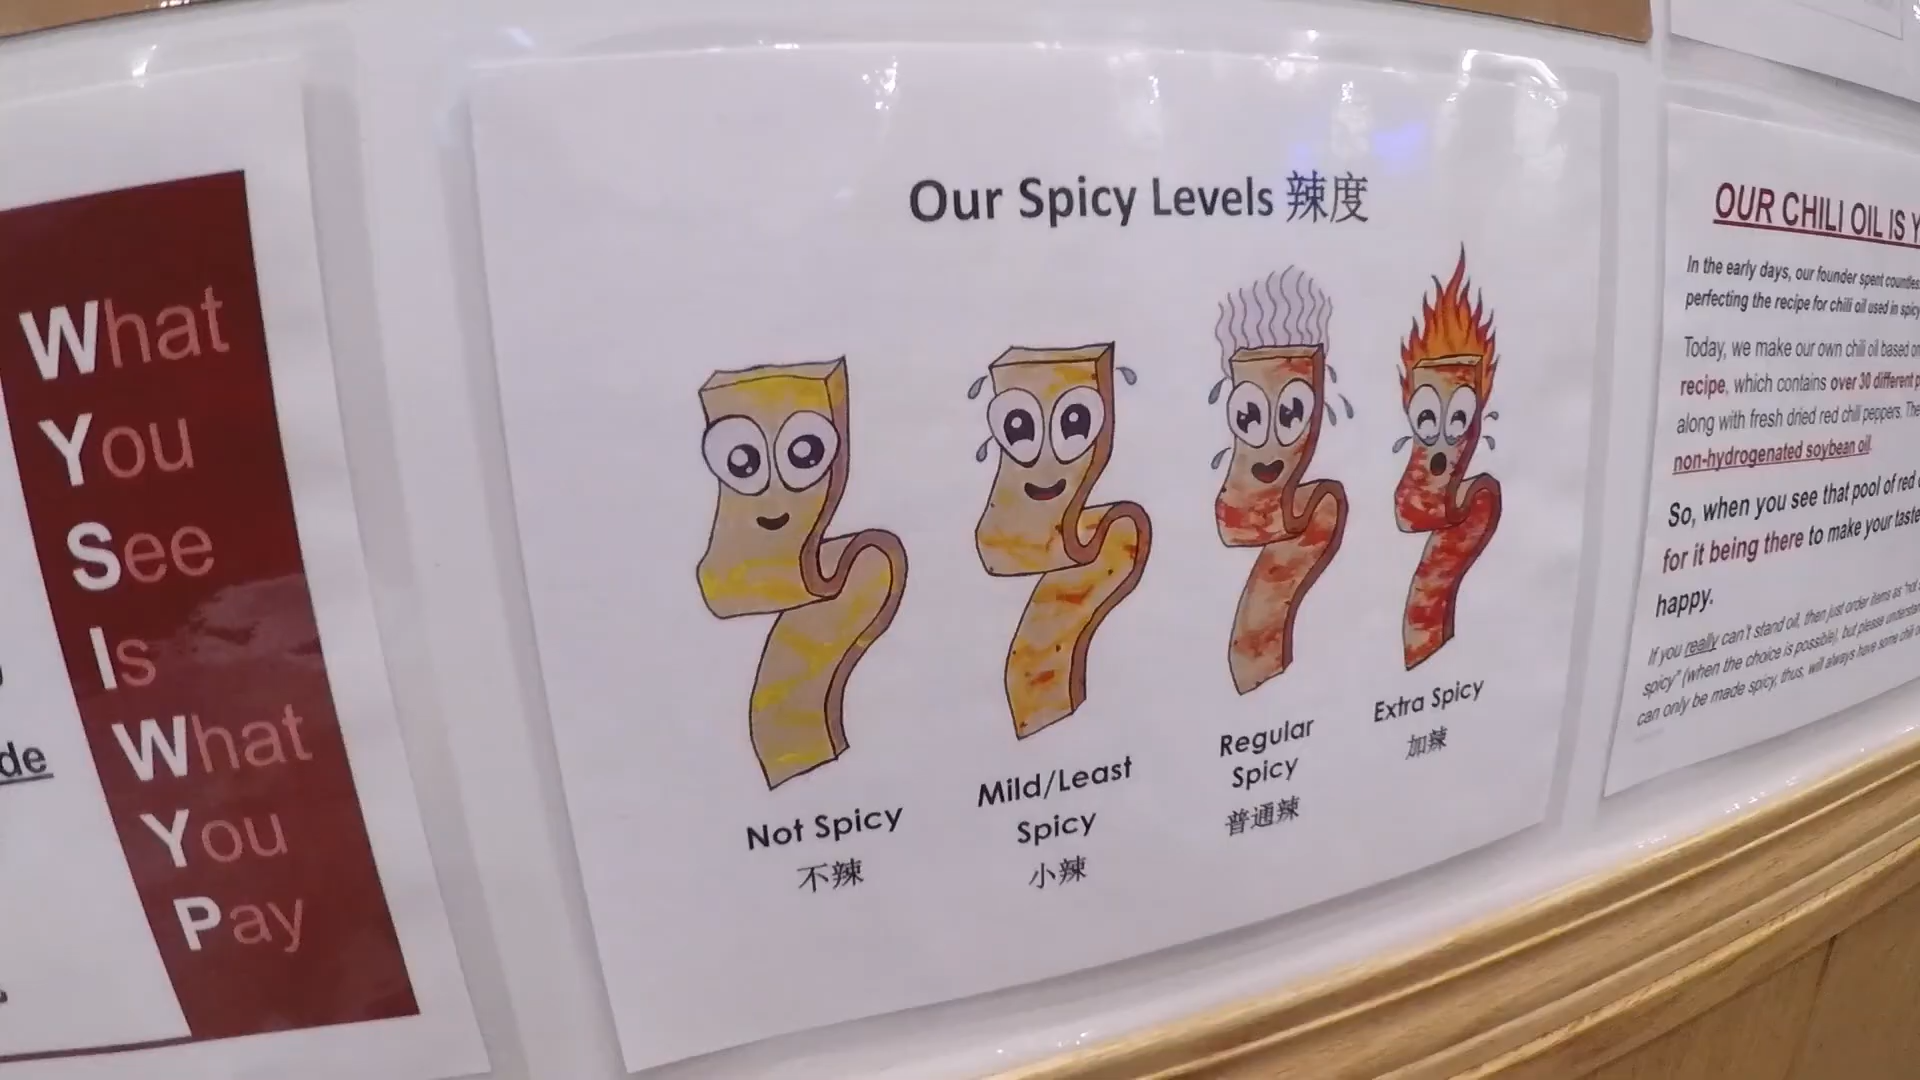 What
You
See
Is
What
You
Pay
de
Our Spicy Levels 辣度
Not Spicy
不辣
Mild/Least
Spicy
小辣
Regular
Spicy
普通辣
Extra Spicy
加辣
OUR CHILI OIL IS
In the early days, our founder spent
perfecting the recipe for chili oil used in spicy
Today, we make our own chili oil based
recipe, which contains over 30 different
along with fresh dried red chili peppers.
non-hydrogenated soybean oil.
So, when you see that pool of red
for it being there to make your taste
happy.
If you really can't stand oil, then just order items as "not
spicy" (when the choice is possible), but please
can only be made spicy, thus, will always have some chili